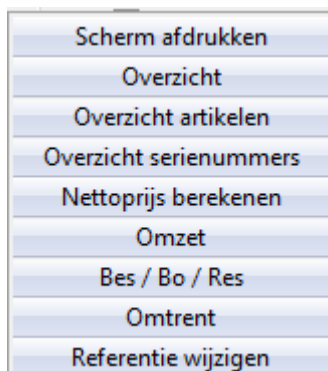 Scherm afdrukken
Overzicht
Overzicht artikelen
Overzicht serienummers
Nettoprijs berekenen
Omzet
Bes / Bo / Res
Omtrent
Referentie wijzigen